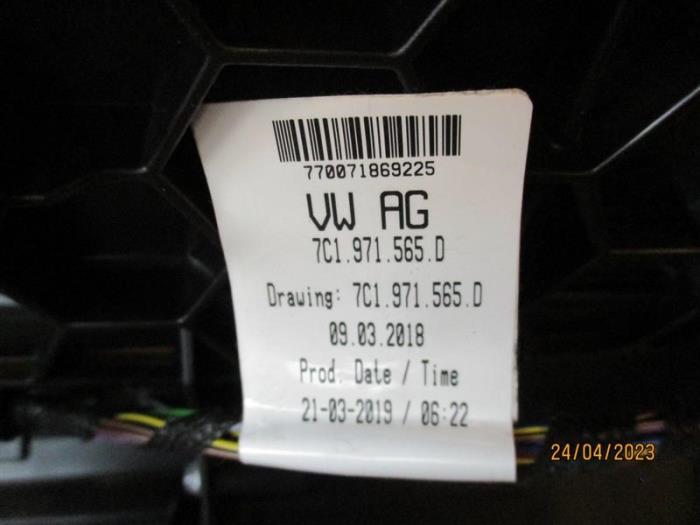 770071869225
VW AG
7C1.971.565.D
Drawing: 7C1.971.565.D
09.03.2018
Prod. Date / Time
21-03-2019 / 06:22
24/04/2023